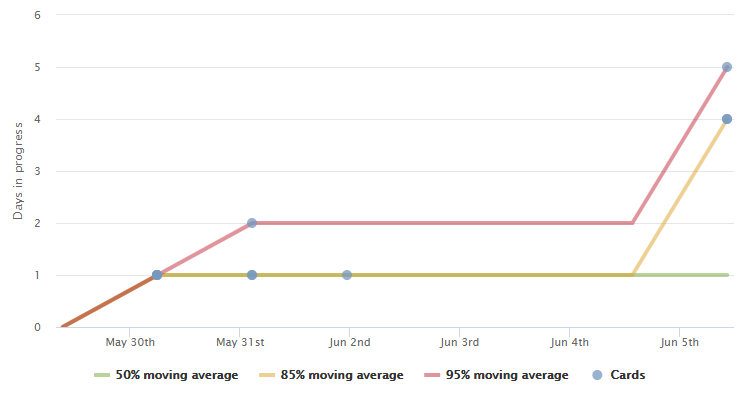 6
5
4
3
2
1
0
Days in progress
May 30th May 31st Jun 2nd Jun 3rd Jun 4th Jun 5th
50% moving average 85% moving average 95% moving average Cards